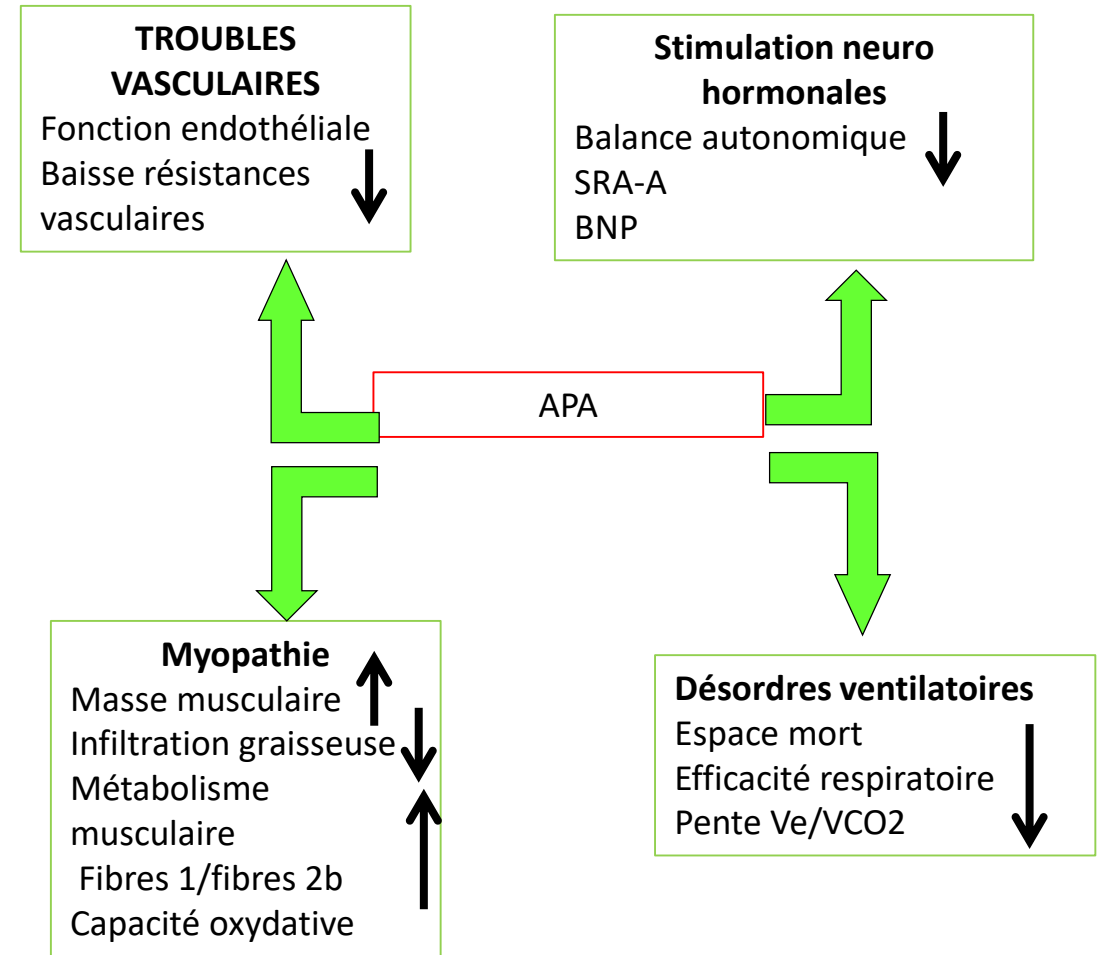 TROUBLES
VASCULAIRES
Fonction endothéliale
Baisse résistances
vasculaires
Stimulation neuro
hormonales
Balance autonomique
SRA-A
BNP
APA
Myopathie
Masse musculaire
Infiltration graisseuse
Métabolisme
musculaire
Fibres 1/fibres 2b
Capacité oxydative
Désordres ventilatoires
Espace mort
Efficacité respiratoire
Pente Ve/VCO2